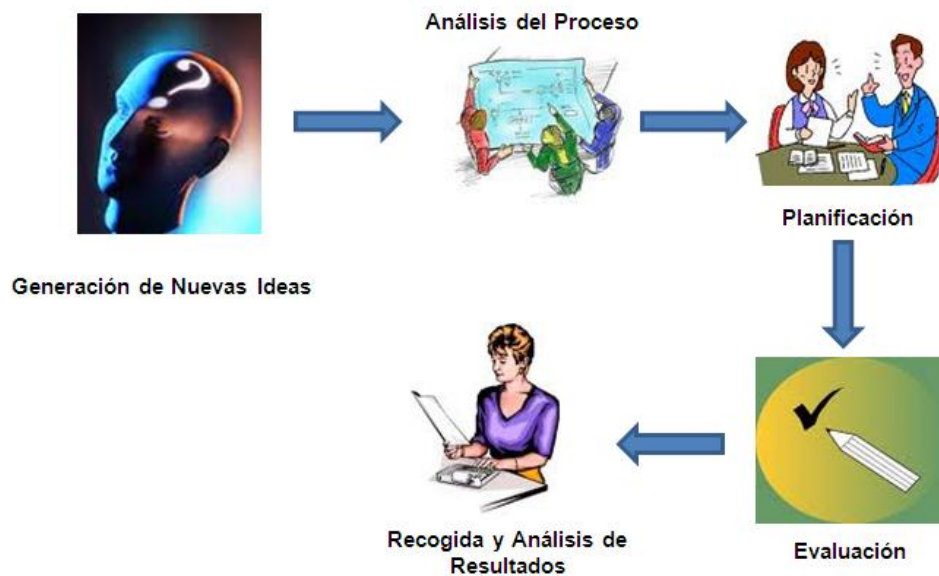 Análisis del Proceso
Planificación
Generación de Nuevas Ideas
Recogida y Análisis de
Resultados
Evaluación